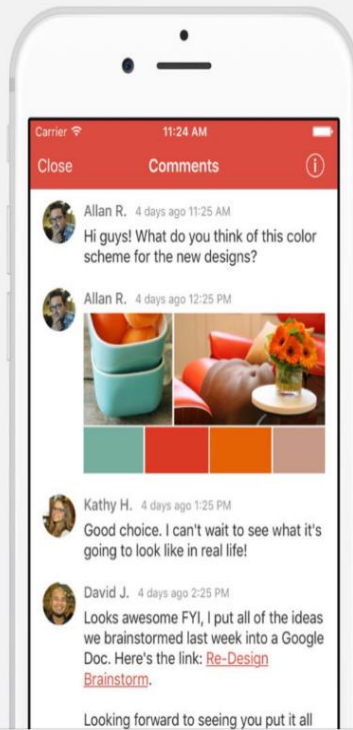 Carrier 11:24 AM
Close Comments
Allan R. 4 days ago 11:25 AM
Hi guys! What do you think of this color
scheme for the new designs?
Allan R. 4 days ago 12:25 PM
Kathy H. 4 days ago 1:25 PM
Good choice. I can't wait to see what it's
going to look like in real life!
David J. 4 days ago 2:25 PM
Looks awesome FYI, I put all of the ideas
we brainstormed last week into a Google
Doc. Here's the link: Re-Design
Brainstorm.
Looking forward to seeing you put it all